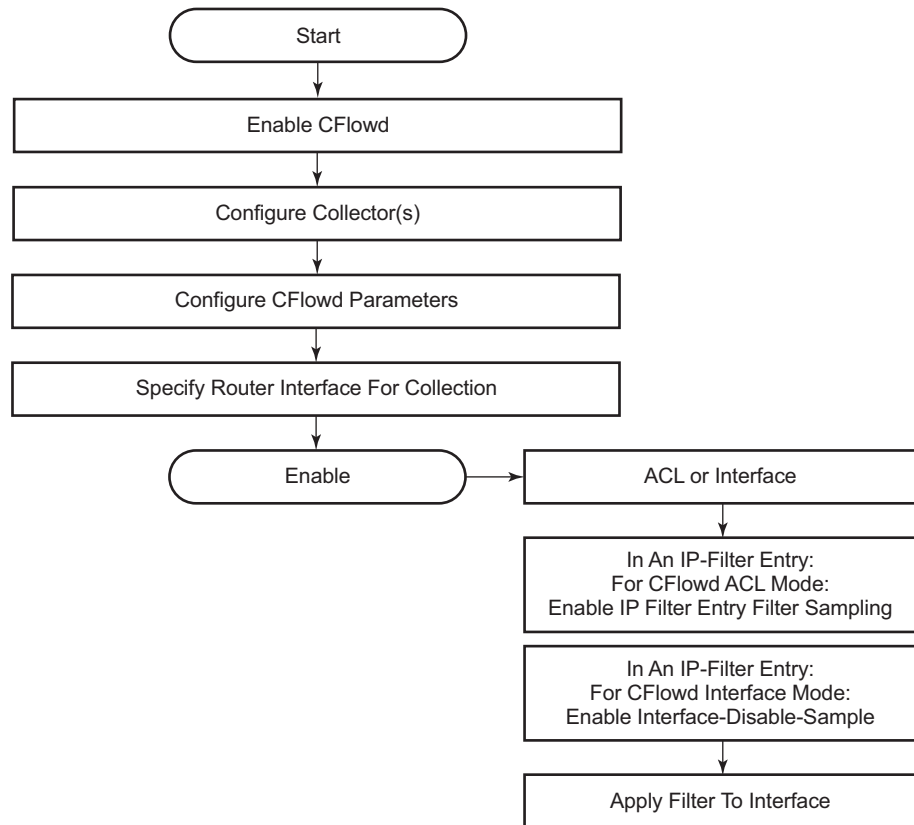 Start
Enable CFlowd
Configure Collector(s)
Configure CFlowd Parameters
Specify Router Interface For Collection
Enable
ACL or Interface
In An IP-Filter Entry:
For CFlowd ACL Mode:
Enable IP Filter Entry Filter Sampling
In An IP-Filter Entry:
For CFlowd Interface Mode:
Enable Interface-Disable-Sample
Apply Filter To Interface